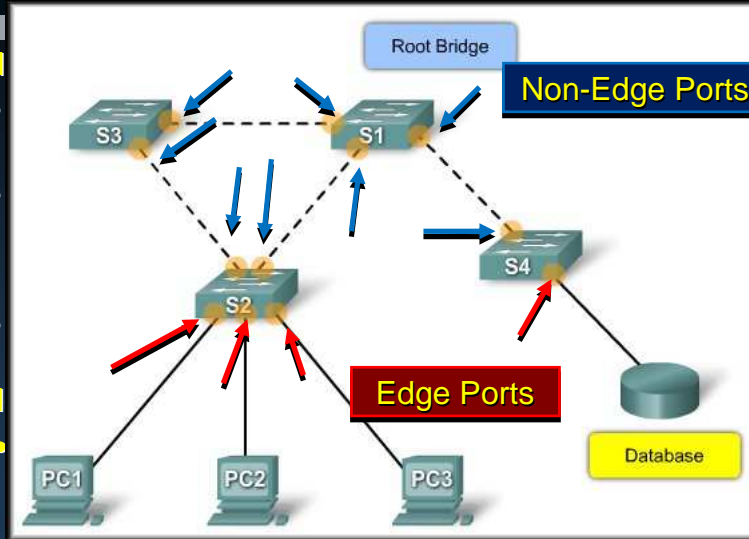 Root Bridge
Non-Edge Ports
S3
S1
S4
S2
Edge Ports
Database
PC1
PC2
PC3